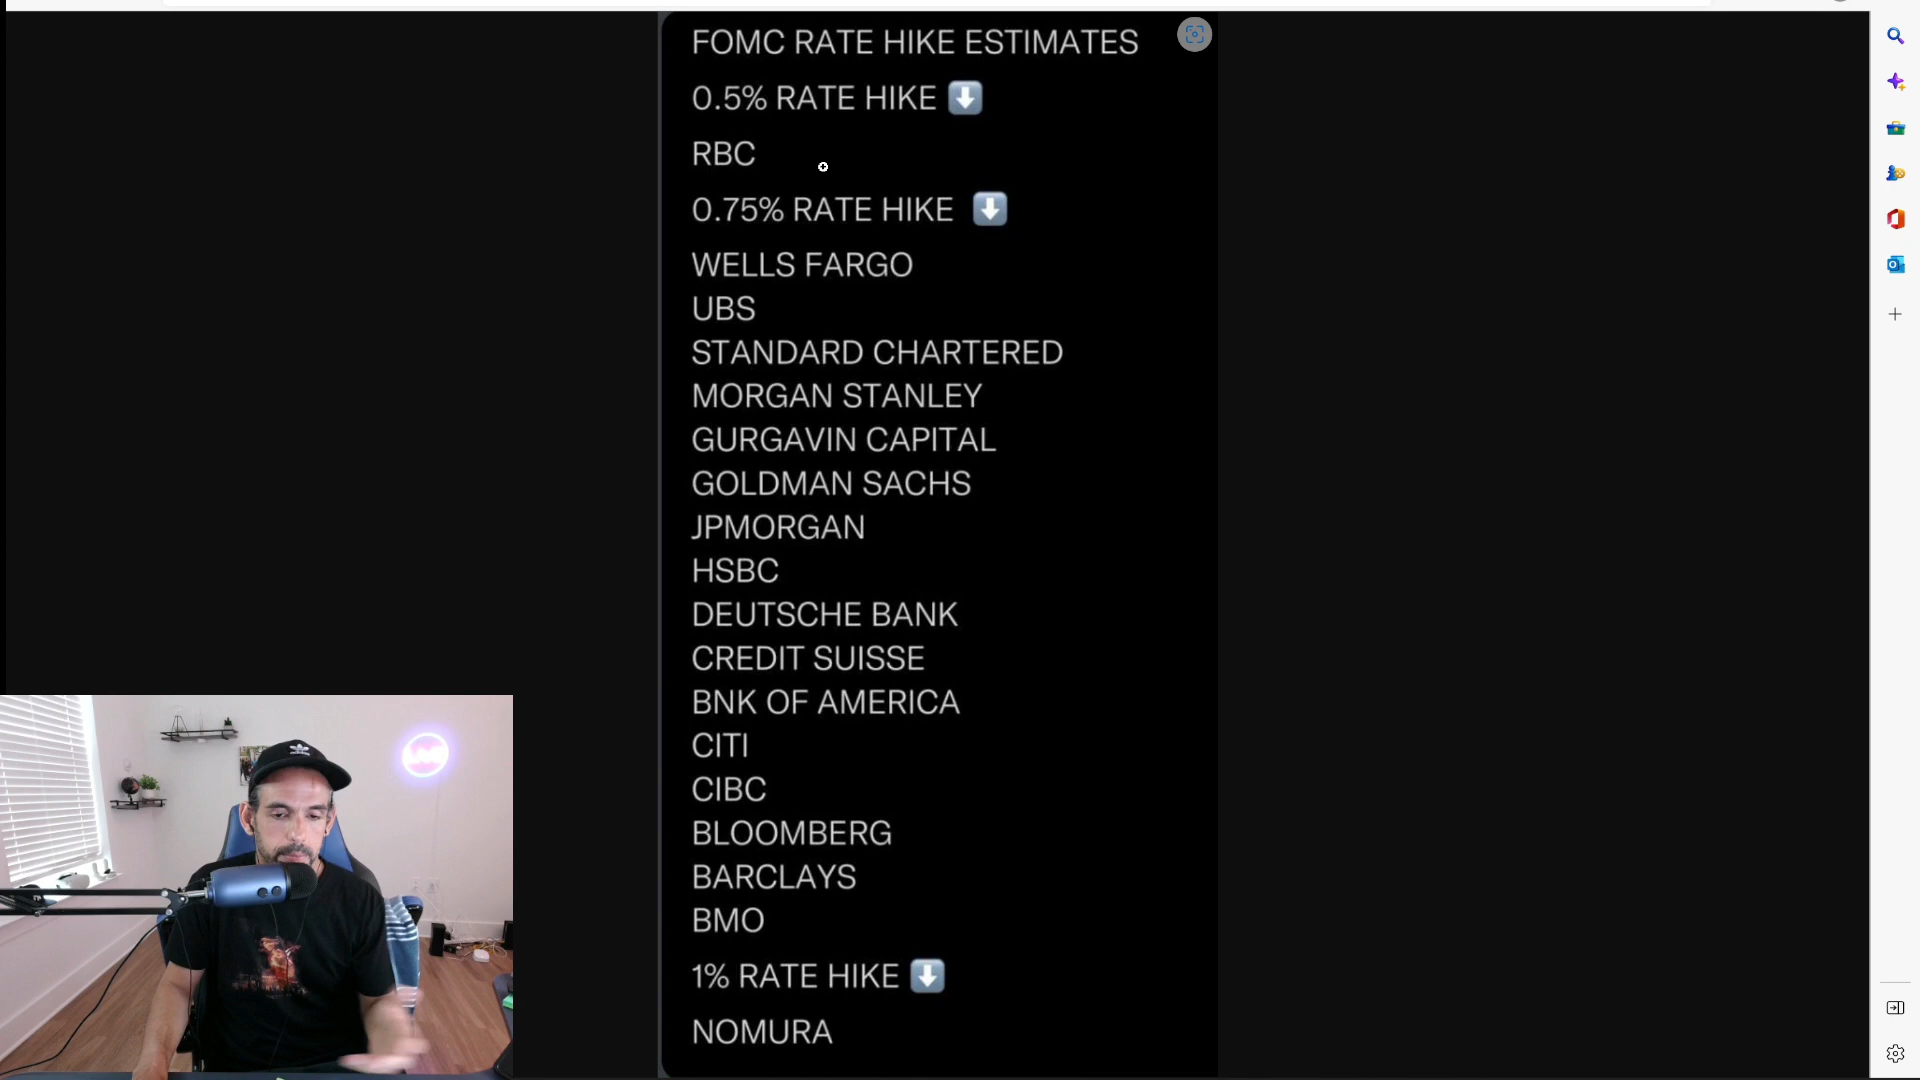 FOMC RATE HIKE ESTIMATES
0.5% RATE HIKE ⬇️
RBC
0.75% RATE HIKE ⬇️
WELLS FARGO
UBS
STANDARD CHARTERED
MORGAN STANLEY
GURGAVIN CAPITAL
GOLDMAN SACHS
JPMORGAN
HSBC
DEUTSCHE BANK
CREDIT SUISSE
BNK OF AMERICA
CITI
CIBC
BLOOMBERG
BARCLAYS
BMO
1% RATE HIKE ⬇️
NOMURA
LIVE